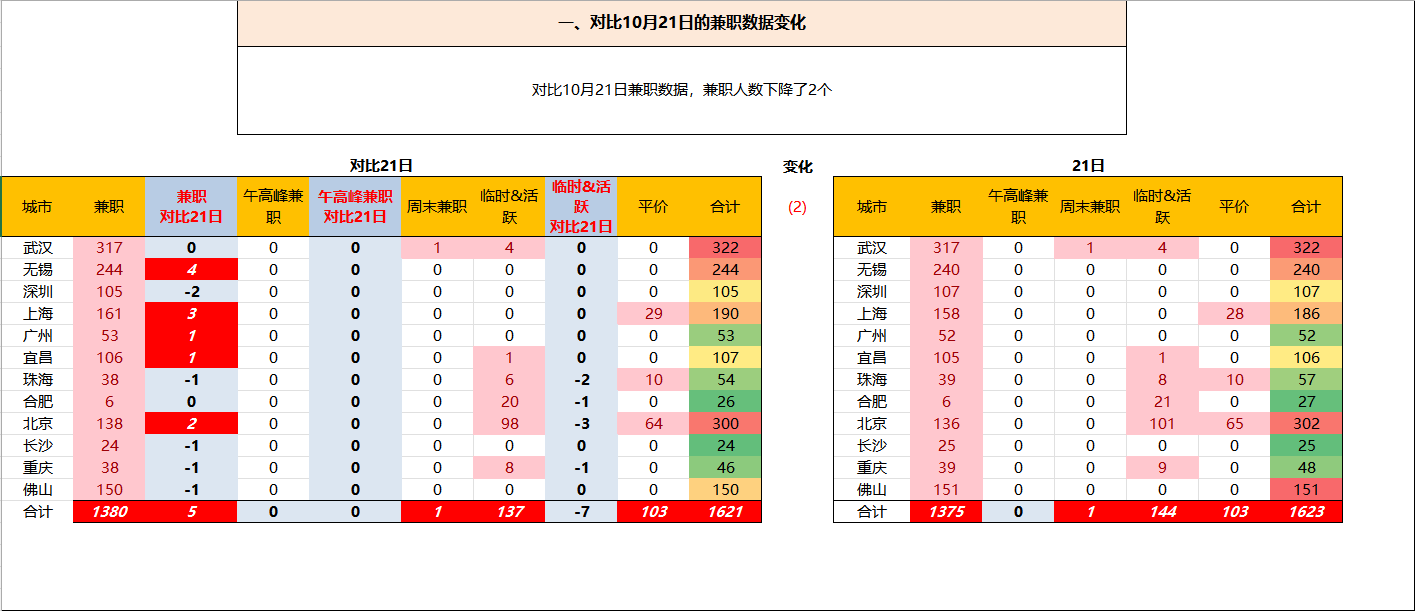 一、对比10月21日的兼职数据变化
对比10月21日兼职数据，兼职人数下降了2个
对比21日 变化 21日
城市 兼职 兼职 对比21日 午高峰兼职 午高峰兼职 对比21日 周末兼职 临时&活跃 临时&活跃 对比21日 平价 合计 (2) 城市 兼职 午高峰兼职 周末兼职 临时&活跃 平价 合计
武汉 317 0 0 0 1 4 0 0 322 武汉 317 0 1 4 0 322
无锡 244 4 0 0 0 0 0 0 244 无锡 240 0 0 0 0 240
深圳 105 -2 0 0 0 0 0 0 105 深圳 107 0 0 0 0 107
上海 161 3 0 0 0 0 0 29 190 上海 158 0 0 0 28 186
广州 53 1 0 0 0 0 0 0 53 广州 52 0 0 0 0 52
宜昌 106 1 0 0 0 1 0 0 107 宜昌 105 0 0 1 0 106
珠海 38 -1 0 0 0 6 -2 10 54 珠海 39 0 0 8 10 57
合肥 6 0 0 0 0 20 -1 0 26 合肥 6 0 0 21 0 27
北京 138 2 0 0 0 98 -3 64 300 北京 136 0 0 101 65 302
长沙 24 -1 0 0 0 0 0 0 24 长沙 25 0 0 0 0 25
重庆 38 -1 0 0 0 8 -1 0 46 重庆 39 0 0 9 0 48
佛山 150 -1 0 0 0 0 0 0 150 佛山 151 0 0 0 0 151
合计 1380 5 0 0 1 137 -7 103 1621 合计 1375 0 1 144 103 1623